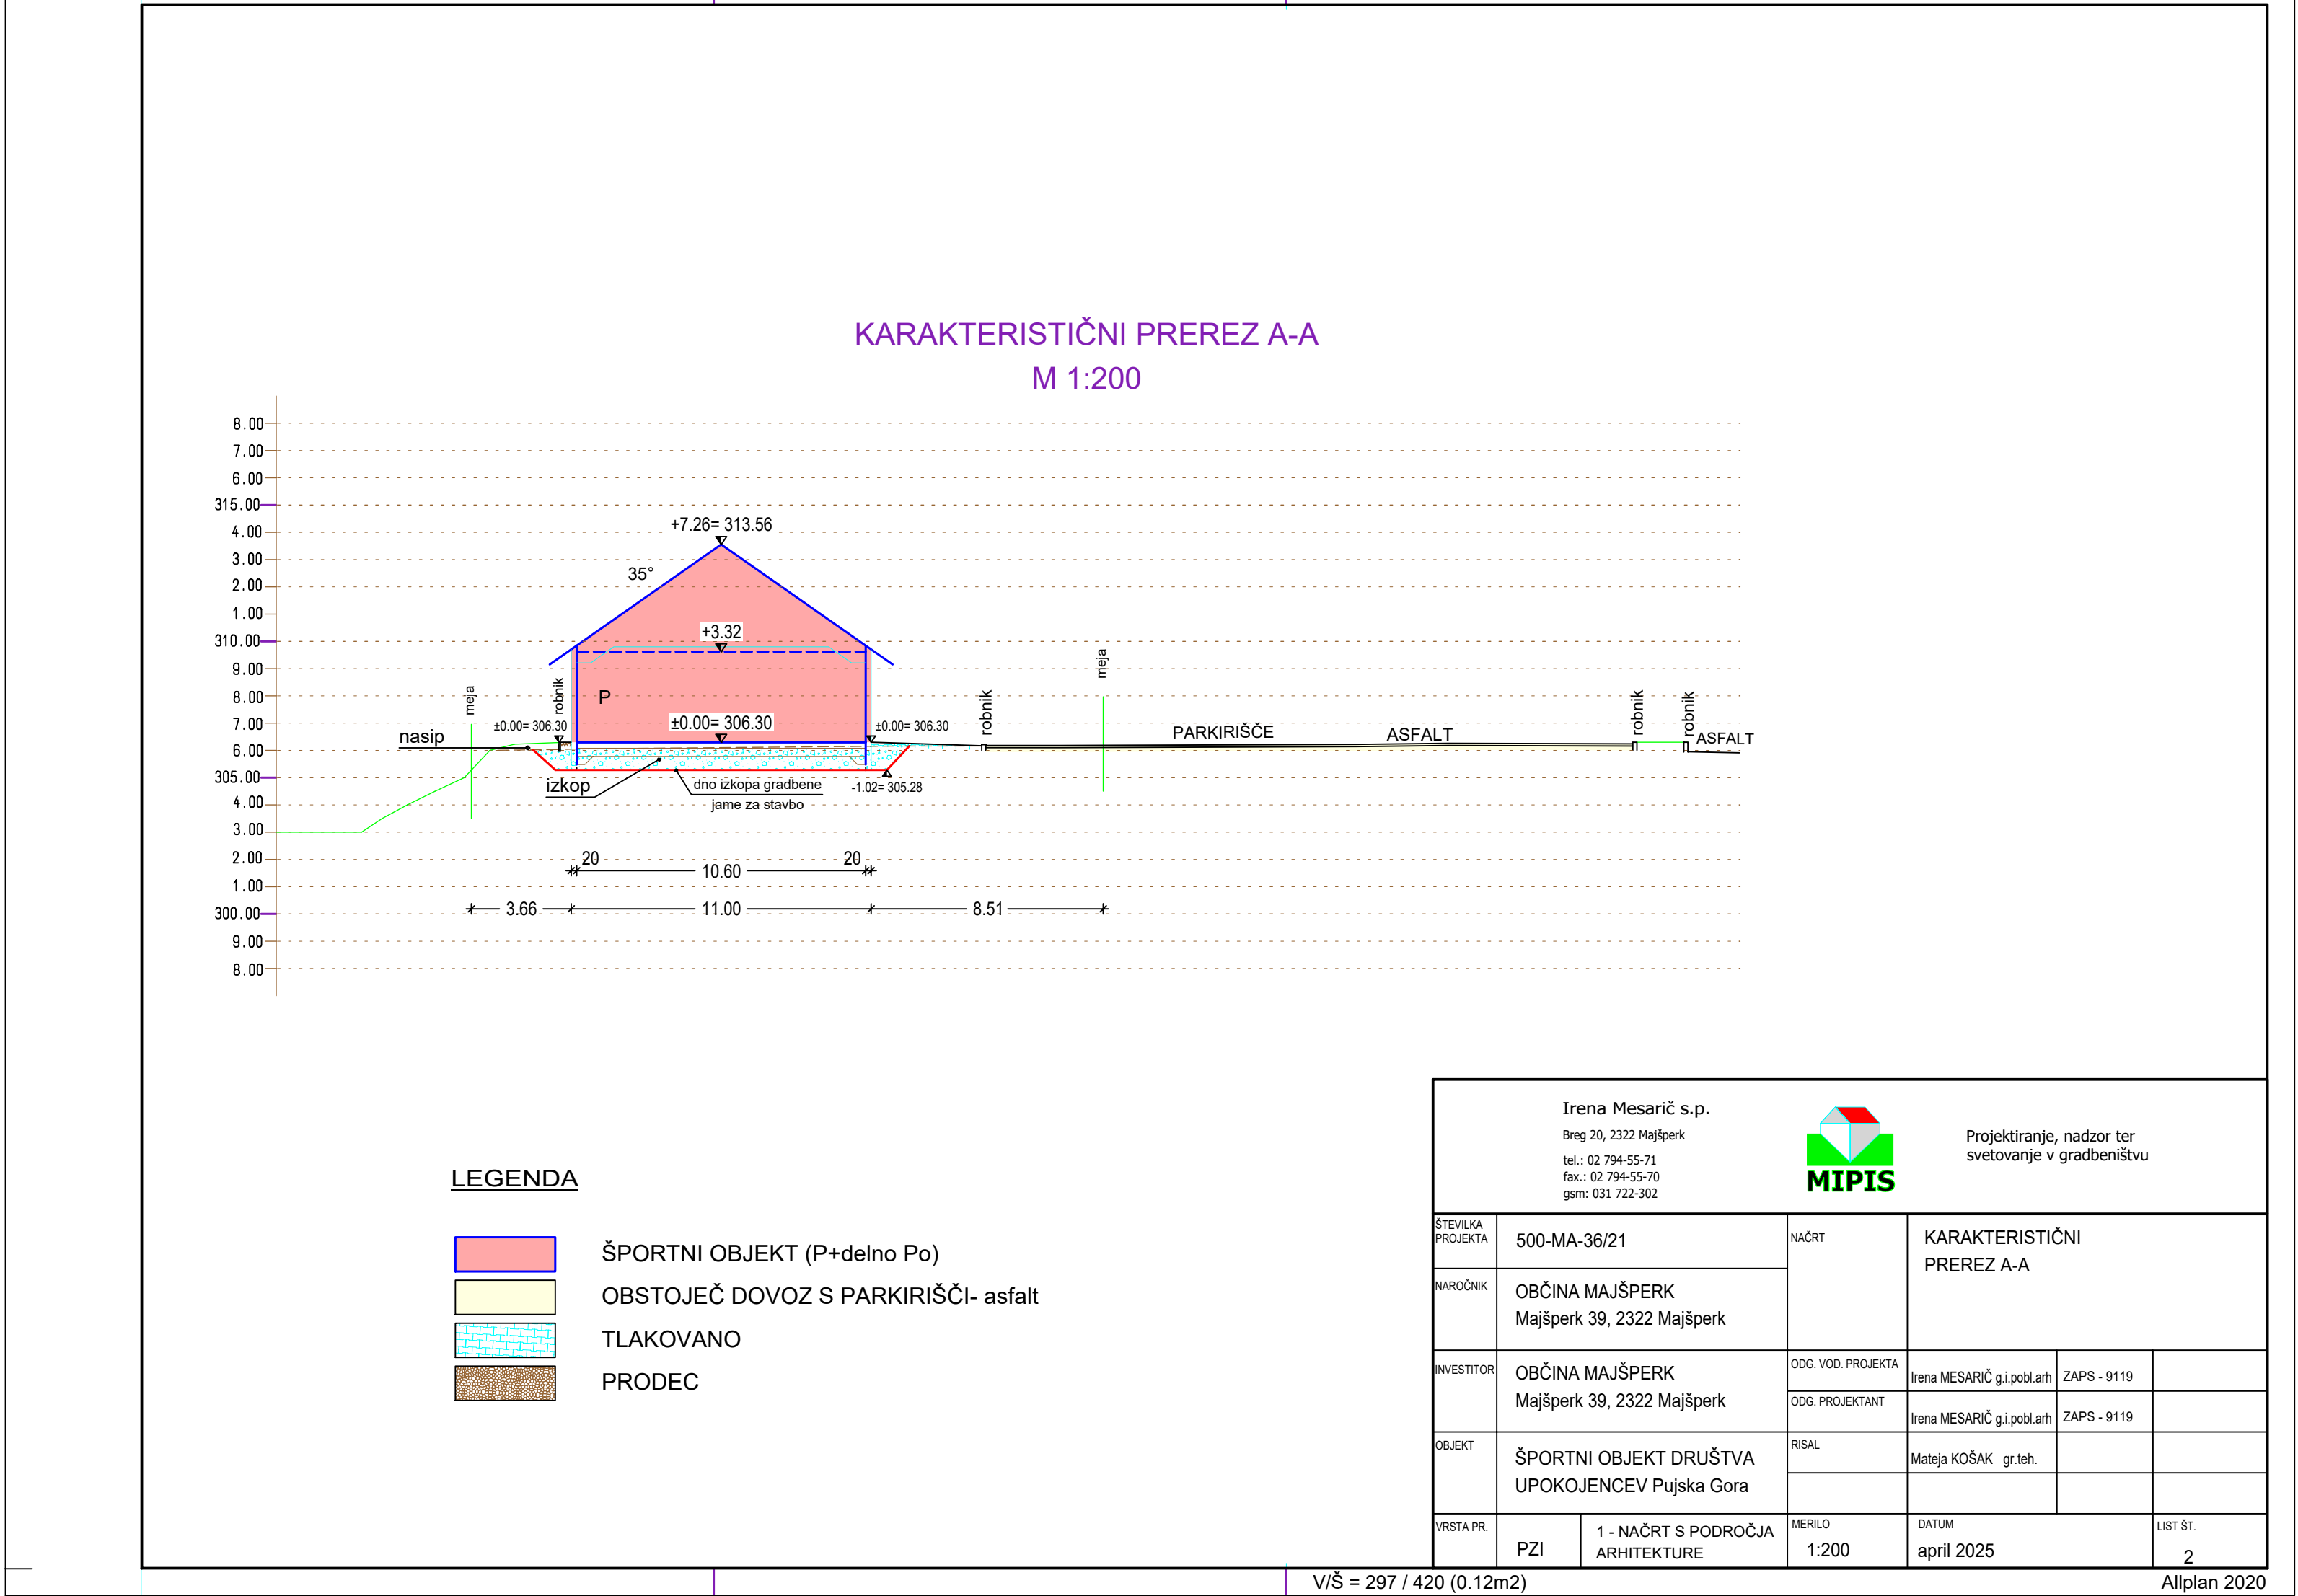 KARAKTERISTIČNI PREREZ A-A
M 1:200
8.00
7.00
6.00
315.00
4.00
3.00
2.00
1.00
310.00
9.00
8.00
7.00
6.00
305.00
4.00
3.00
2.00
1.00
300.00
9.00
8.00
+7.26= 313.56
35°
+3.32
P
±0.00= 306.30
±0.00= 306.30
±0.00= 306.30
meja
robnik
nasip
robnik
meja
PARKIRIŠČE
ASFALT
robnik
robnik
ASFALT
izkop
dno izkopa gradbene
jame za stavbo
-1.02= 305.28
20
10.60
20
3.66
11.00
8.51
LEGENDA
ŠPORTNI OBJEKT (P+delno Po)
OBSTOJEČ DOVOZ S PARKIRIŠČI- asfalt
TLAKOVANO
PRODEC
Irena Mesarič s.p.
Breg 20, 2322 Majšperk
tel.: 02 794-55-71
fax.: 02 794-55-70
gsm: 031 722-302
MIPIS
Projektiranje, nadzor ter
svetovanje v gradbeništvu
ŠTEVILKA
PROJEKTA
500-MA-36/21
NAČRT
KARAKTERISTIČNI
PREREZ A-A
NAROČNIK
OBČINA MAJŠPERK
Majšperk 39, 2322 Majšperk
INVESTITOR
OBČINA MAJŠPERK
Majšperk 39, 2322 Majšperk
ODG. VOD. PROJEKTA
Irena MESARIČ g.i.pobl.arh
ZAPS - 9119
ODG. PROJEKTANT
Irena MESARIČ g.i.pobl.arh
ZAPS - 9119
OBJEKT
ŠPORTNI OBJEKT DRUŠTVA
UPOKOJENCEV Pujska Gora
RISAL
Mateja KOŠAK gr.teh.
VRSTA PR.
PZI
1 - NAČRT S PODROČJA
ARHITEKTURE
MERILO
1:200
DATUM
april 2025
LIST ŠT.
2
V/Š = 297 / 420 (0.12m2)
Allplan 2020